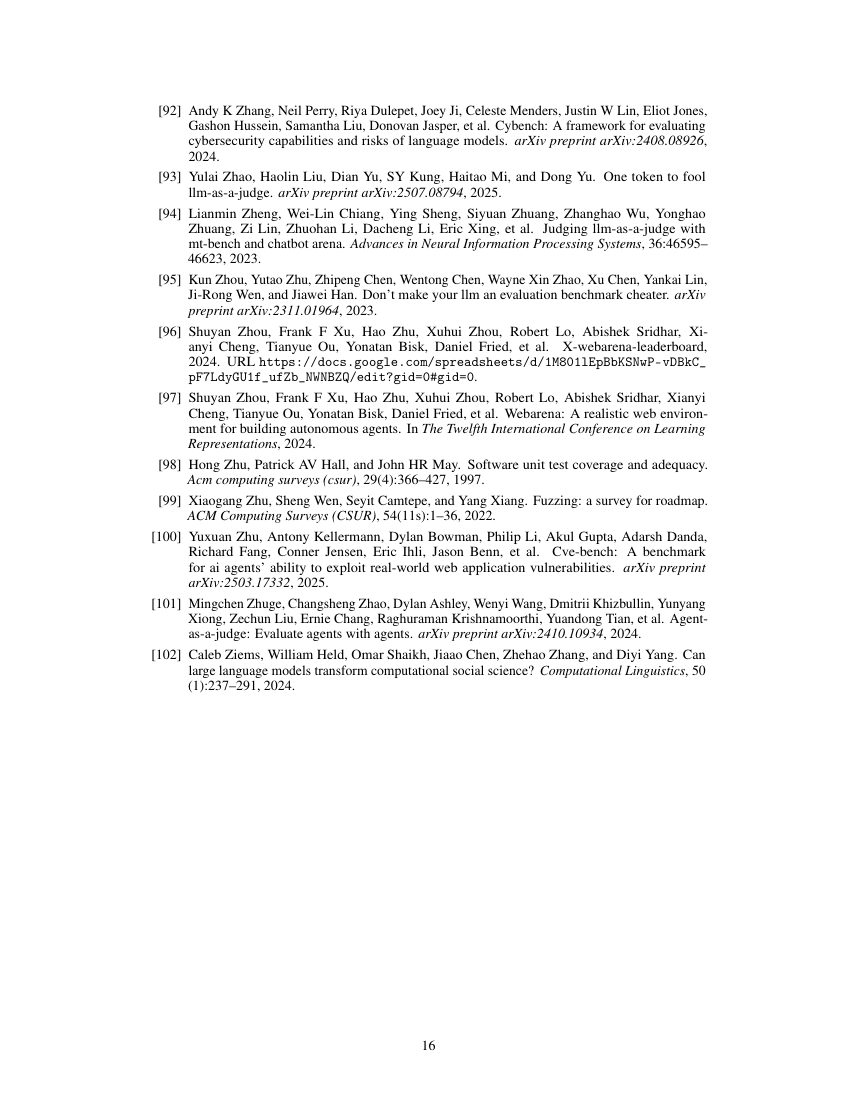 [92] Andy K Zhang, Neil Perry, Riya Dulepet, Joey Ji, Celeste Menders, Justin W Lin, Eliot Jones,
Gashon Hussein, Samantha Liu, Donovan Jasper, et al. Cybench: A framework for evaluating
cybersecurity capabilities and risks of language models. arXiv preprint arXiv:2408.08926,
2024.
[93] Yulai Zhao, Haolin Liu, Dian Yu, SY Kung, Haitao Mi, and Dong Yu. One token to fool
llm-as-a-judge. arXiv preprint arXiv:2507.08794, 2025.
[94] Lianmin Zheng, Wei-Lin Chiang, Ying Sheng, Siyuan Zhuang, Zhanghao Wu, Yonghao
Zhuang, Zi Lin, Zhuohan Li, Dacheng Li, Eric Xing, et al. Judging llm-as-a-judge with
mt-bench and chatbot arena. Advances in Neural Information Processing Systems, 36:46595–
46623, 2023.
[95] Kun Zhou, Yutao Zhu, Zhipeng Chen, Wentong Chen, Wayne Xin Zhao, Xu Chen, Yankai Lin,
Ji-Rong Wen, and Jiawei Han. Don't make your llm an evaluation benchmark cheater. arXiv
preprint arXiv:2311.01964, 2023.
[96] Shuyan Zhou, Frank F Xu, Hao Zhu, Xuhui Zhou, Robert Lo, Abishek Sridhar, Xi-
anyi Cheng, Tianyue Ou, Yonatan Bisk, Daniel Fried, et al. X-webarena-leaderboard,
2024. URL https://docs.google.com/spreadsheets/d/1M801lEpBbKSNwP-vDBkC_
pF7LdyGU1f_ufZb_NWNBZQ/edit?gid=0#gid=0.
[97] Shuyan Zhou, Frank F Xu, Hao Zhu, Xuhui Zhou, Robert Lo, Abishek Sridhar, Xianyi
Cheng, Tianyue Ou, Yonatan Bisk, Daniel Fried, et al. Webarena: A realistic web environ-
ment for building autonomous agents. In The Twelfth International Conference on Learning
Representations, 2024.
[98] Hong Zhu, Patrick AV Hall, and John HR May. Software unit test coverage and adequacy.
Acm computing surveys (csur), 29(4):366–427, 1997.
[99] Xiaogang Zhu, Sheng Wen, Seyit Camtepe, and Yang Xiang. Fuzzing: a survey for roadmap.
ACM Computing Surveys (CSUR), 54(11s):1–36, 2022.
[100] Yuxuan Zhu, Antony Kellermann, Dylan Bowman, Philip Li, Akul Gupta, Adarsh Danda,
Richard Fang, Conner Jensen, Eric Ihli, Jason Benn, et al. Cve-bench: A benchmark
for ai agents' ability to exploit real-world web application vulnerabilities. arXiv preprint
arXiv:2503.17332, 2025.
[101] Mingchen Zhuge, Changsheng Zhao, Dylan Ashley, Wenyi Wang, Dmitrii Khizbullin, Yunyang
Xiong, Zechun Liu, Ernie Chang, Raghuraman Krishnamoorthi, Yuandong Tian, et al. Agent-
as-a-judge: Evaluate agents with agents. arXiv preprint arXiv:2410.10934, 2024.
[102] Caleb Ziems, William Held, Omar Shaikh, Jiaao Chen, Zhehao Zhang, and Diyi Yang. Can
large language models transform computational social science? Computational Linguistics, 50
(1):237–291, 2024.
16